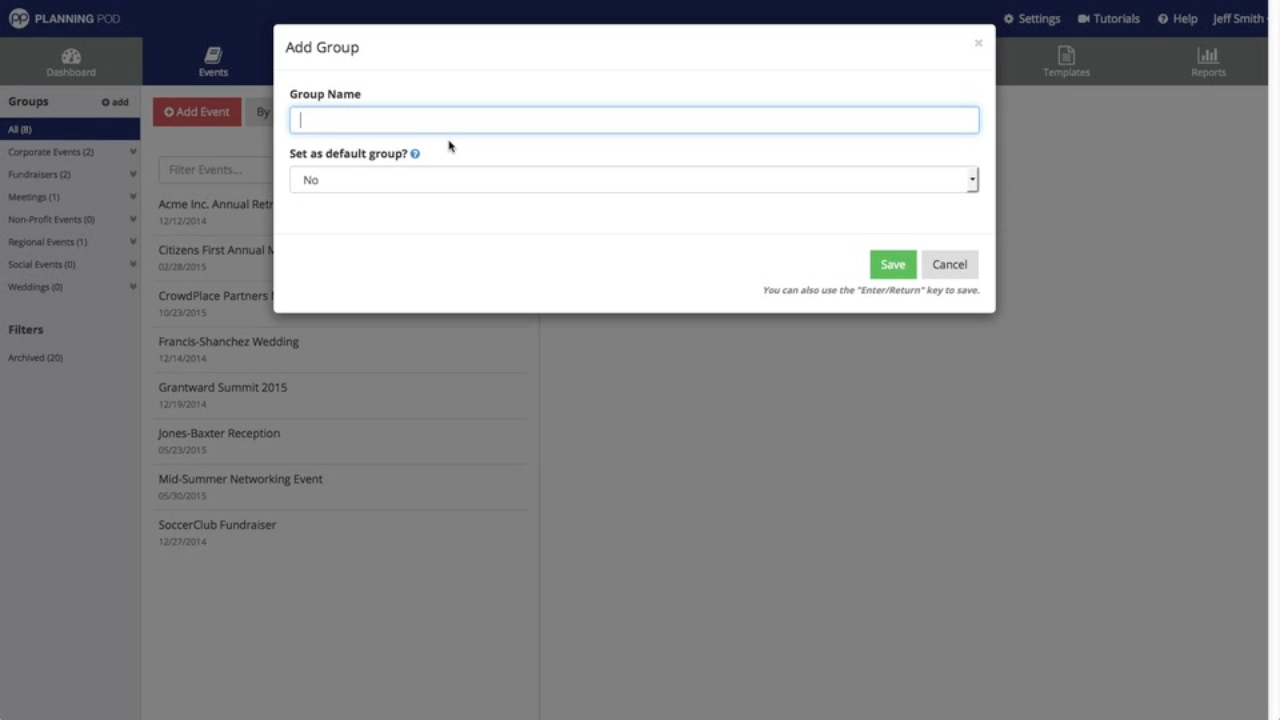 PLANNING POD
Settings
Tutorials
Help
Jeff Smith
Dashboard
Events
Templates
Reports
Groups
add
All (8)
Corporate Events (2)
Fundraisers (2)
Meetings (1)
Non-Profit Events (0)
Regional Events (1)
Social Events (0)
Weddings (0)
Filters
Archived (20)
Add Event
By
Filter Events...
Acme Inc. Annual Retr
12/12/2014
Citizens First Annual M
02/28/2015
CrowdPlace Partners
10/23/2015
Francis-Shanchez Wedding
12/14/2014
Grantward Summit 2015
12/19/2014
Jones-Baxter Reception
05/23/2015
Mid-Summer Networking Event
05/30/2015
SoccerClub Fundraiser
12/27/2014
Add Group
×
Group Name
Set as default group?
No
Save
Cancel
You can also use the "Enter/Return" key to save.